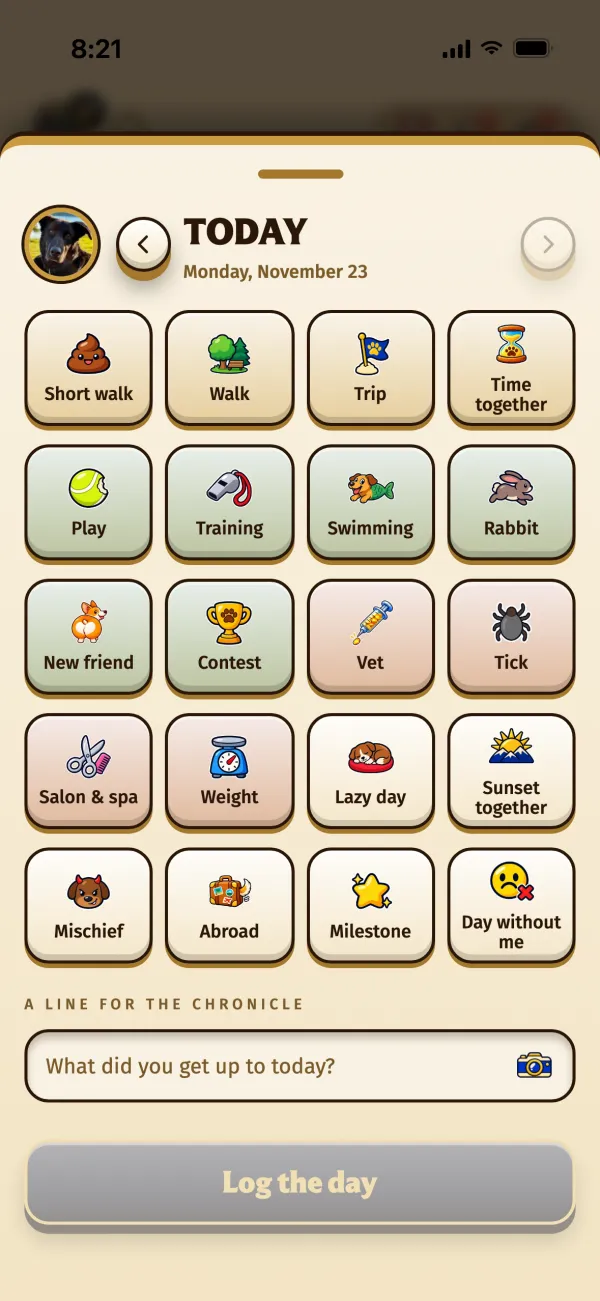 8:21
TODAY
Monday, November 23
Short walk
Walk
Trip
Time
together
Play
Training
Swimming
Rabbit
New friend
Contest
Vet
Tick
Salon & spa
Weight
Lazy day
Sunset
together
Mischief
Abroad
Milestone
Day without
me
A LINE FOR THE CHRONICLE
What did you get up to today?
Log the day